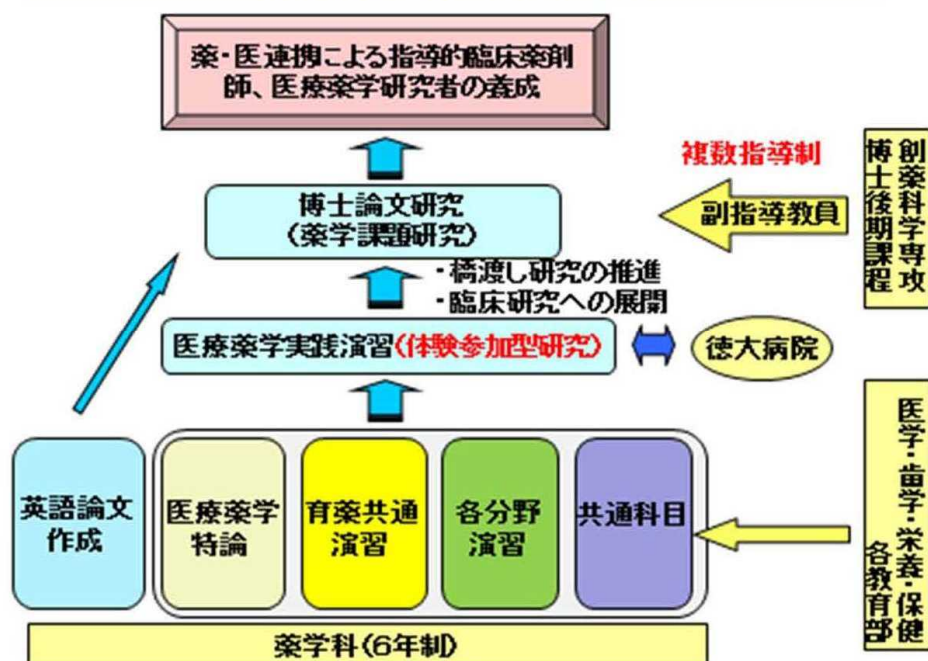 薬・医連携による指導的臨床薬剤
師、医療薬学研究者の養成
複数指導制
創薬科学専攻
博士後期課程
副指導教員
博士論文研究
(薬学課題研究)
・橋渡し研究の推進
・臨床研究への展開
医療薬学実践演習(体験参加型研究)
徳大病院
英語論文
作成
医療薬学
特論
育薬共通
演習
各分野
演習
共通科目
医学・歯学・栄養・保健
各教育部
薬学科(6年制)